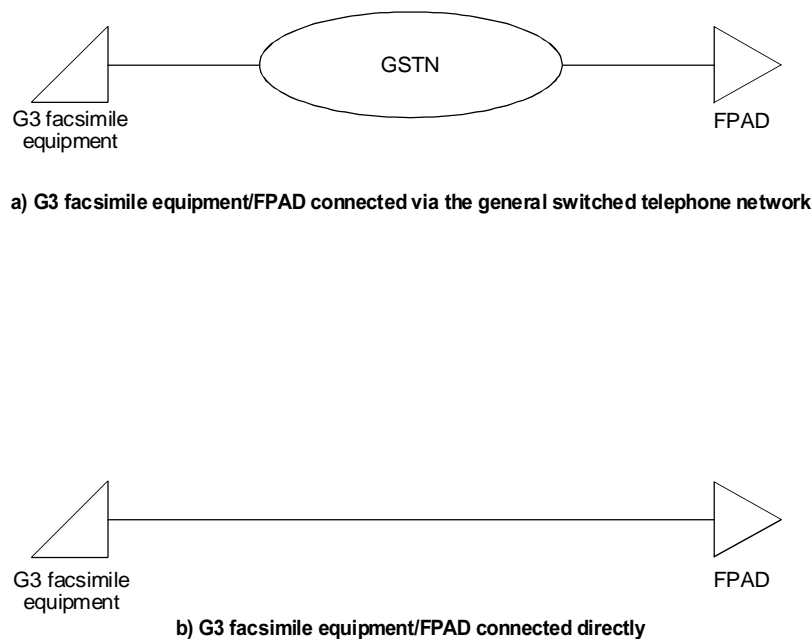 GSTN
G3 facsimile
equipment
FPAD
a) G3 facsimile equipment/FPAD connected via the general switched telephone network
G3 facsimile
equipment
FPAD
b) G3 facsimile equipment/FPAD connected directly